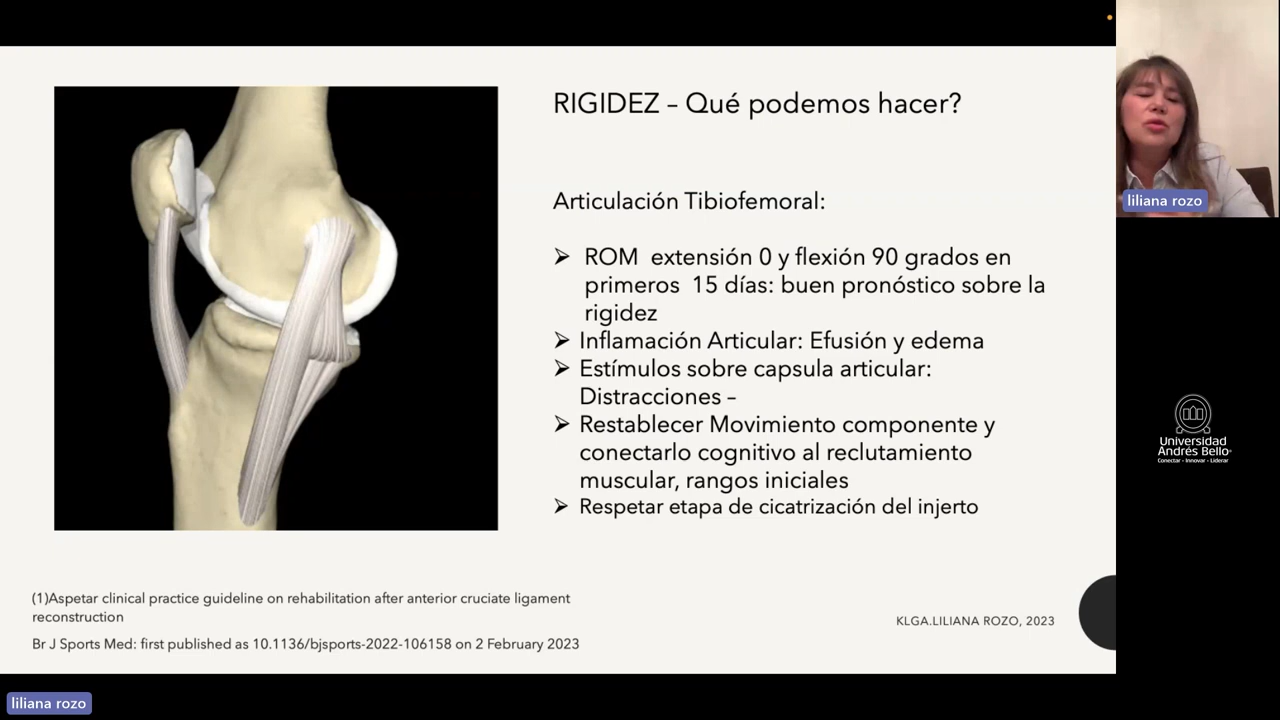 RIGIDEZ – Qué podemos hacer?
Articulación Tibiofemoral:
➢ ROM extensión 0 y flexión 90 grados en
primeros 15 días: buen pronóstico sobre la
rigidez
➢ Inflamación Articular: Efusión y edema
➢ Estímulos sobre capsula articular:
Distracciones –
➢ Restablecer Movimiento componente y
conectarlo cognitivo al reclutamiento
muscular, rangos iniciales
➢ Respetar etapa de cicatrización del injerto
(1)Aspetar clinical practice guideline on rehabilitation after anterior cruciate ligament
reconstruction
Br J Sports Med: first published as 10.1136/bjsports-2022-106158 on 2 February 2023
KLGA.LILIANA ROZO, 2023
liliana rozo
Universidad
Andrés Bello
Conectar - Innovar - Liderar
liliana rozo